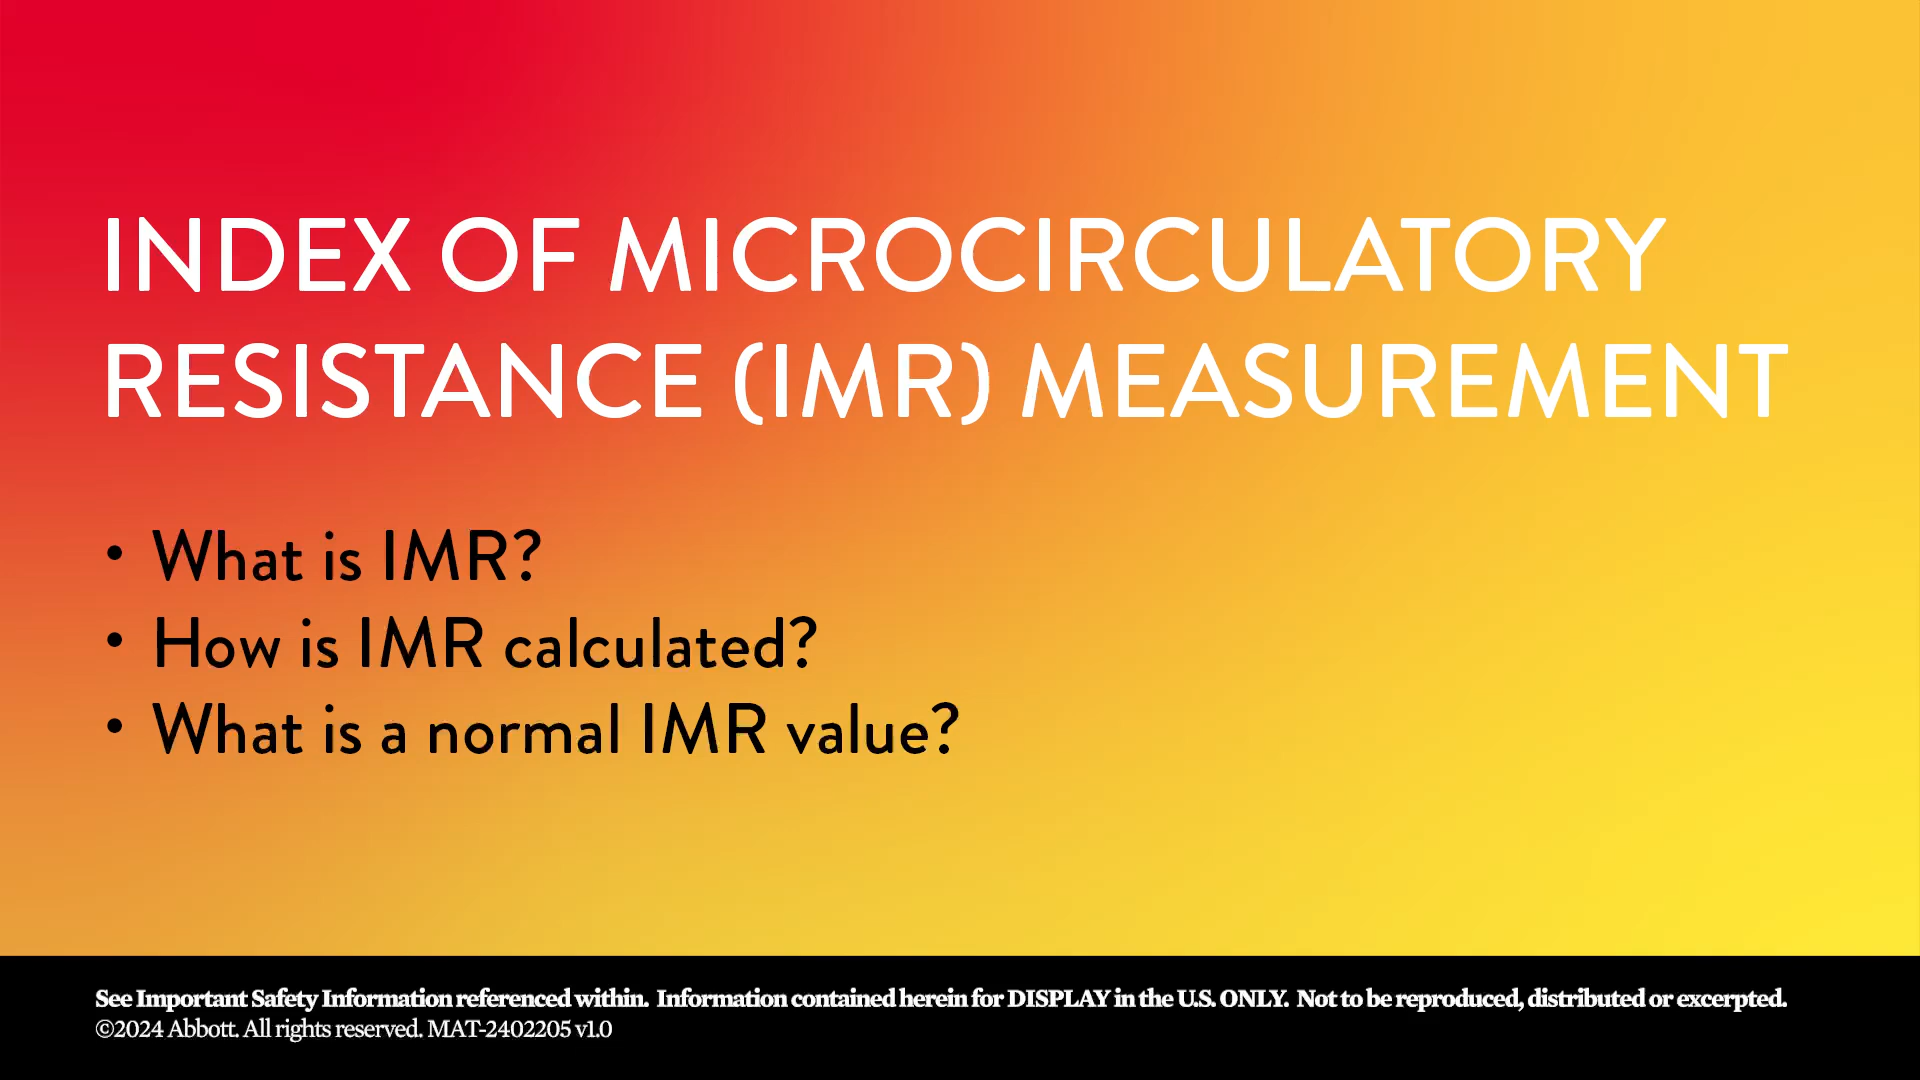 INDEX OF MICROCIRCULATORY
RESISTANCE (IMR) MEASUREMENT
• What is IMR?
• How is IMR calculated?
• What is a normal IMR value?
See Important Safety Information referenced within. Information contained herein for DISPLAY in the U.S. ONLY. Not to be reproduced, distributed or excerpted.
©2024 Abbott. All rights reserved. MAT-2402205 v1.0